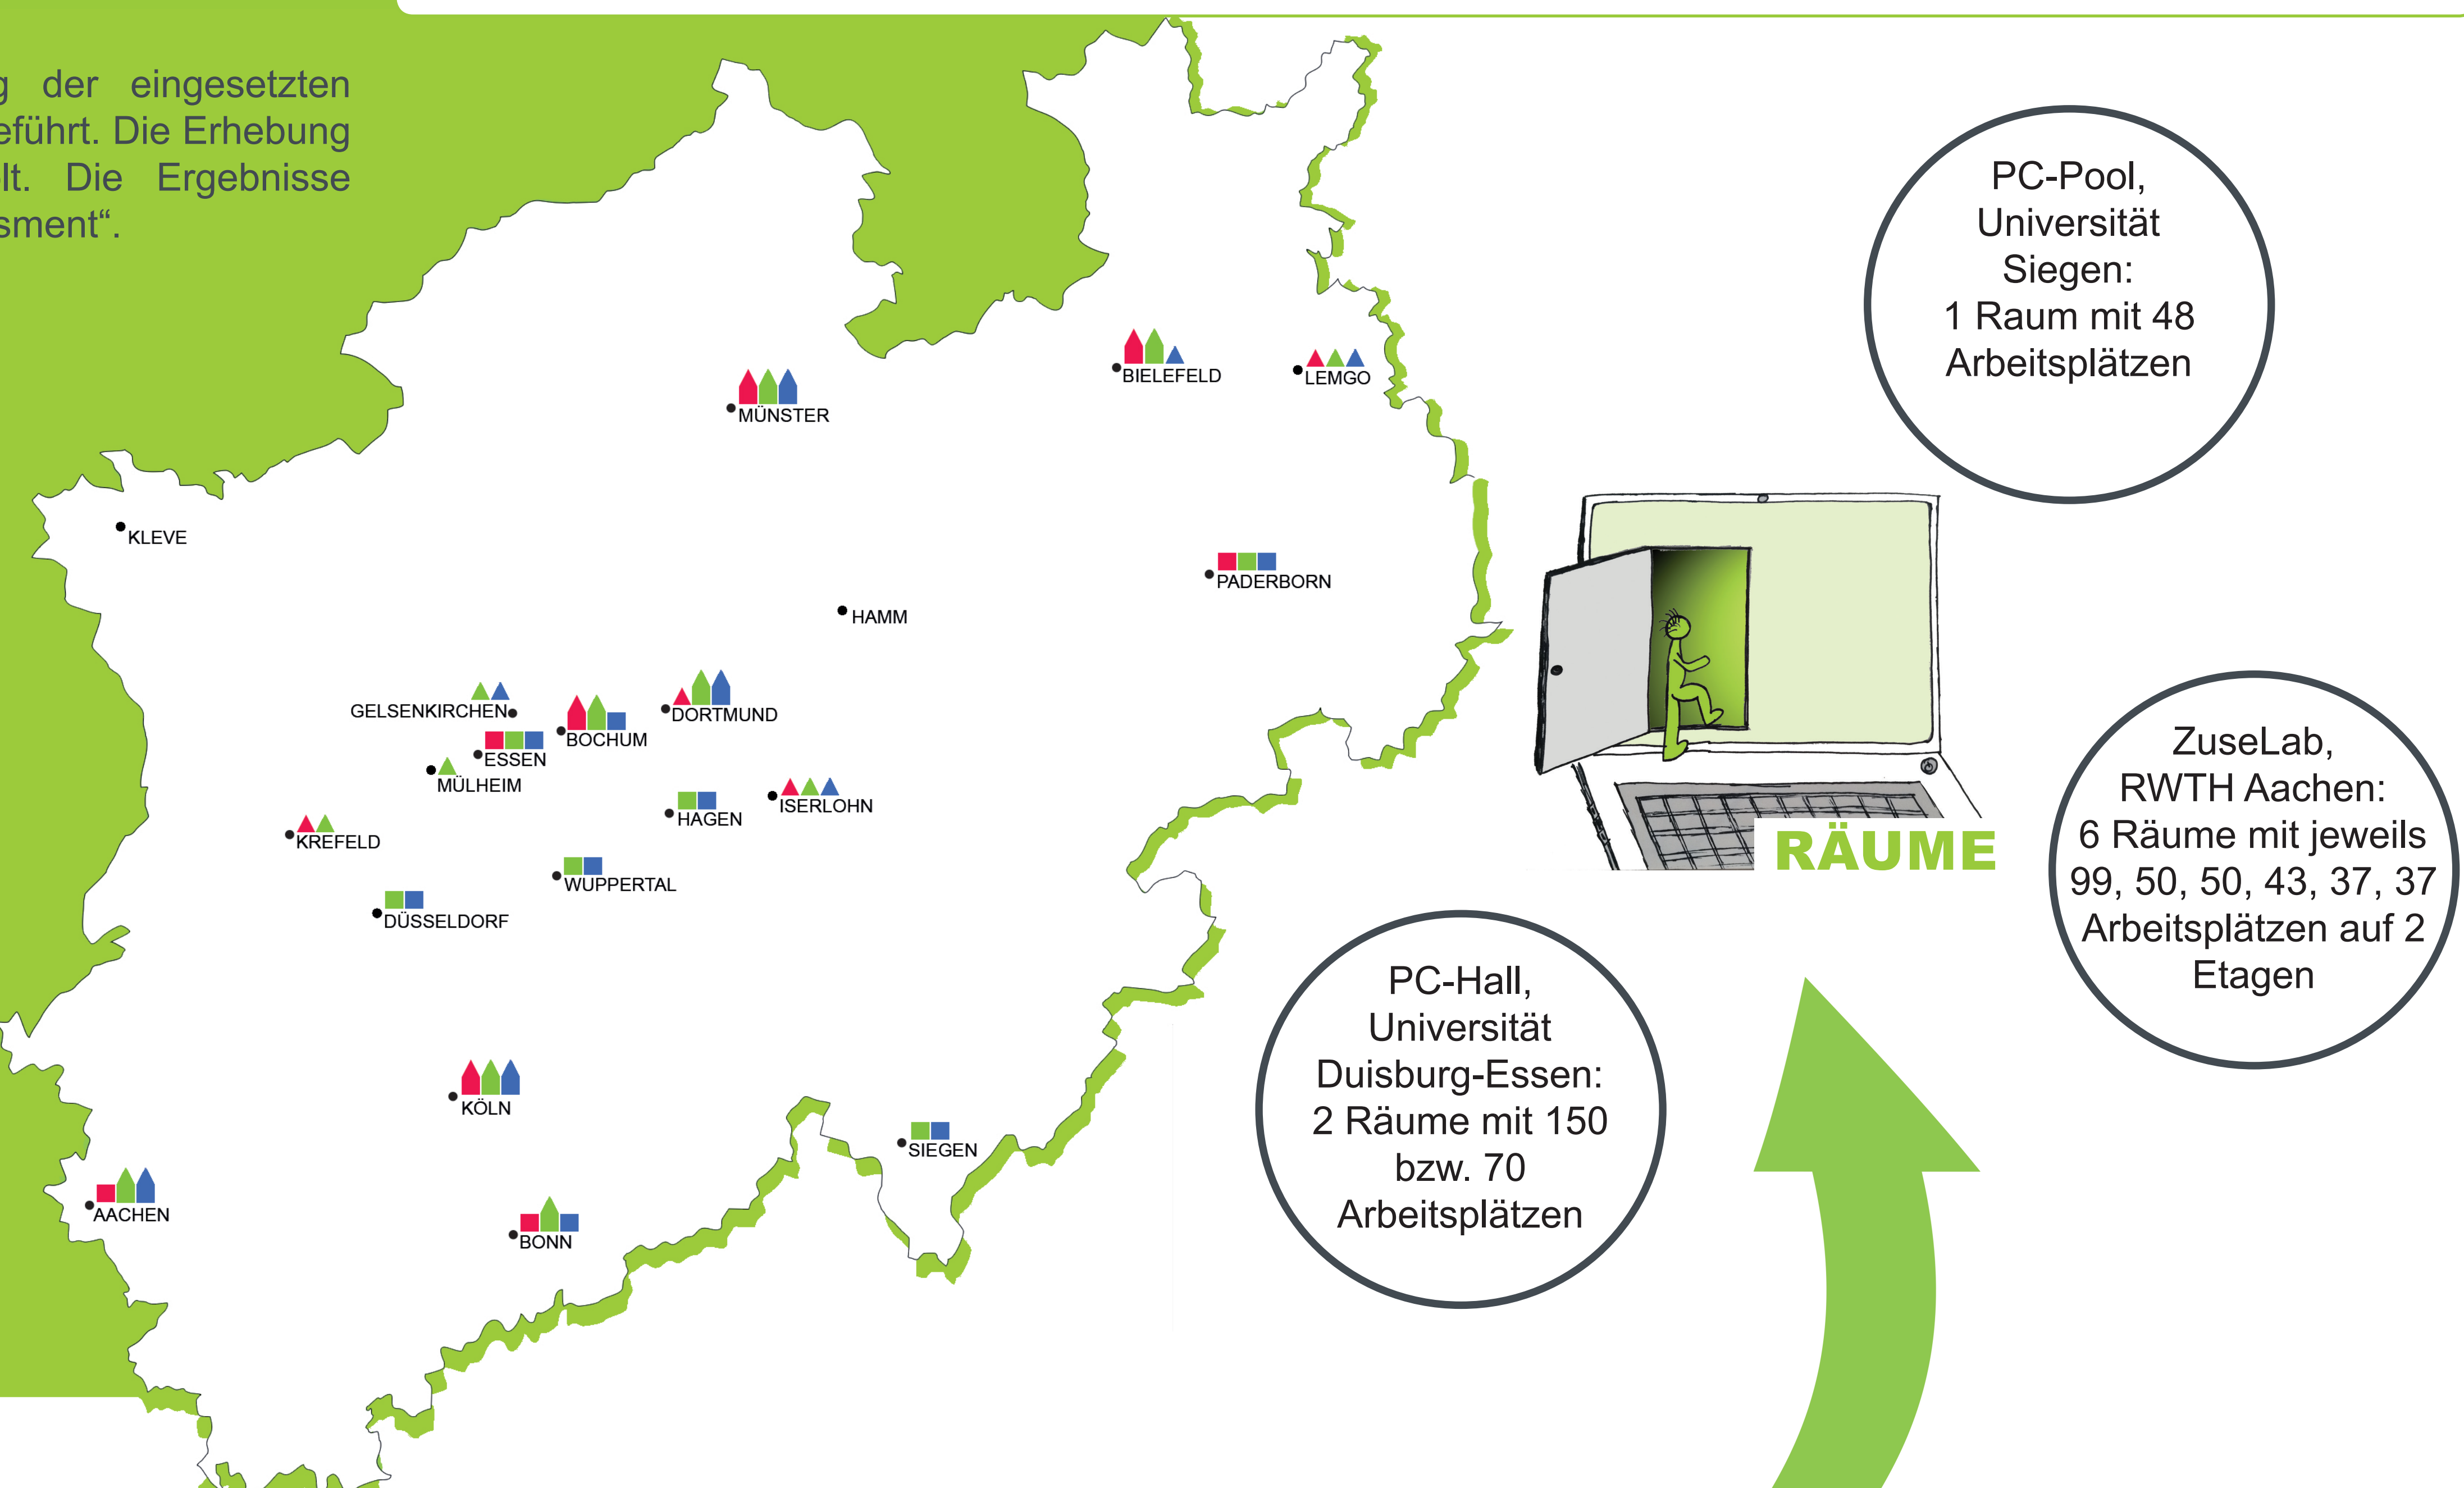 der eingesetzten
Die Erhebung
Die Ergebnisse
BIELEFELD
LEMGO
MÜNSTER
KLEVE
PADERBORN
HAMM
GELSENKIRCHEN
DORTMUND
BOCHUM
ESSEN
MÜLHEIM
ISERLOHN
HAGEN
KREFELD
WUPPERTAL
DÜSSELDORF
KÖLN
SIEGEN
AACHEN
BONN
PC-Pool,
Universität
Siegen:
1 Raum mit 48
Arbeitsplätzen
RÄUME
ZuseLab,
RWTH Aachen:
6 Räume mit jeweils
99, 50, 50, 43, 37, 37
Arbeitsplätzen auf 2
Etagen
PC-Hall,
Universität
Duisburg-Essen:
2 Räume mit 150
bzw. 70
Arbeitsplätzen